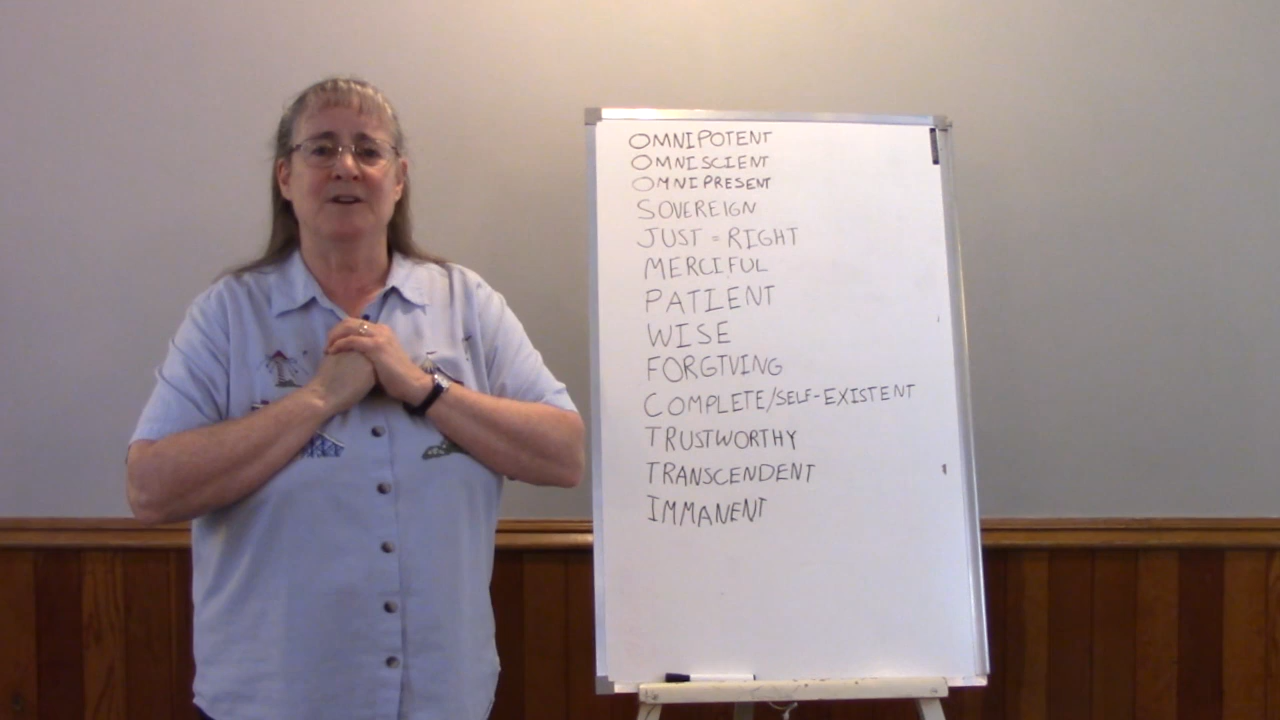 OMNIPOTENT
OMNISCIENT
OMNIPRESENT
SOVEREIGN
JUST = RIGHT
MERCIFUL
PATIENT
WISE
FORGIVING
COMPLETE/SELF-EXISTENT
TRUSTWORTHY
TRANSCENDENT
IMMANENT